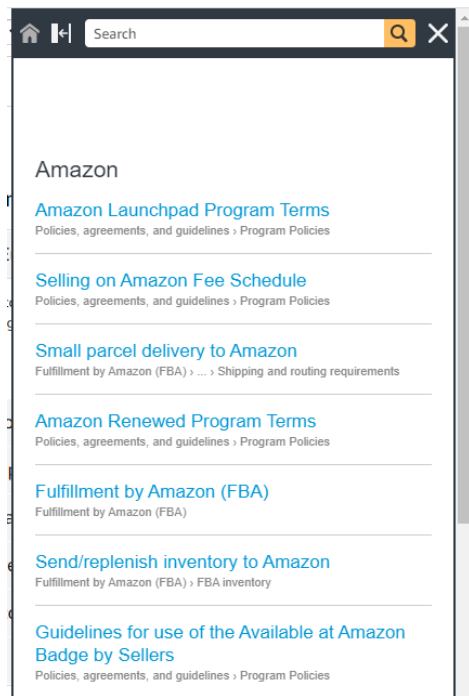 Search
Amazon
Amazon Launchpad Program Terms
Policies, agreements, and guidelines › Program Policies
Selling on Amazon Fee Schedule
Policies, agreements, and guidelines › Program Policies
Small parcel delivery to Amazon
Fulfillment by Amazon (FBA) › ... › Shipping and routing requirements
Amazon Renewed Program Terms
Policies, agreements, and guidelines › Program Policies
Fulfillment by Amazon (FBA)
Fulfillment by Amazon (FBA)
Send/replenish inventory to Amazon
Fulfillment by Amazon (FBA) › FBA inventory
Guidelines for use of the Available at Amazon
Badge by Sellers
Policies, agreements, and guidelines › Program Policies